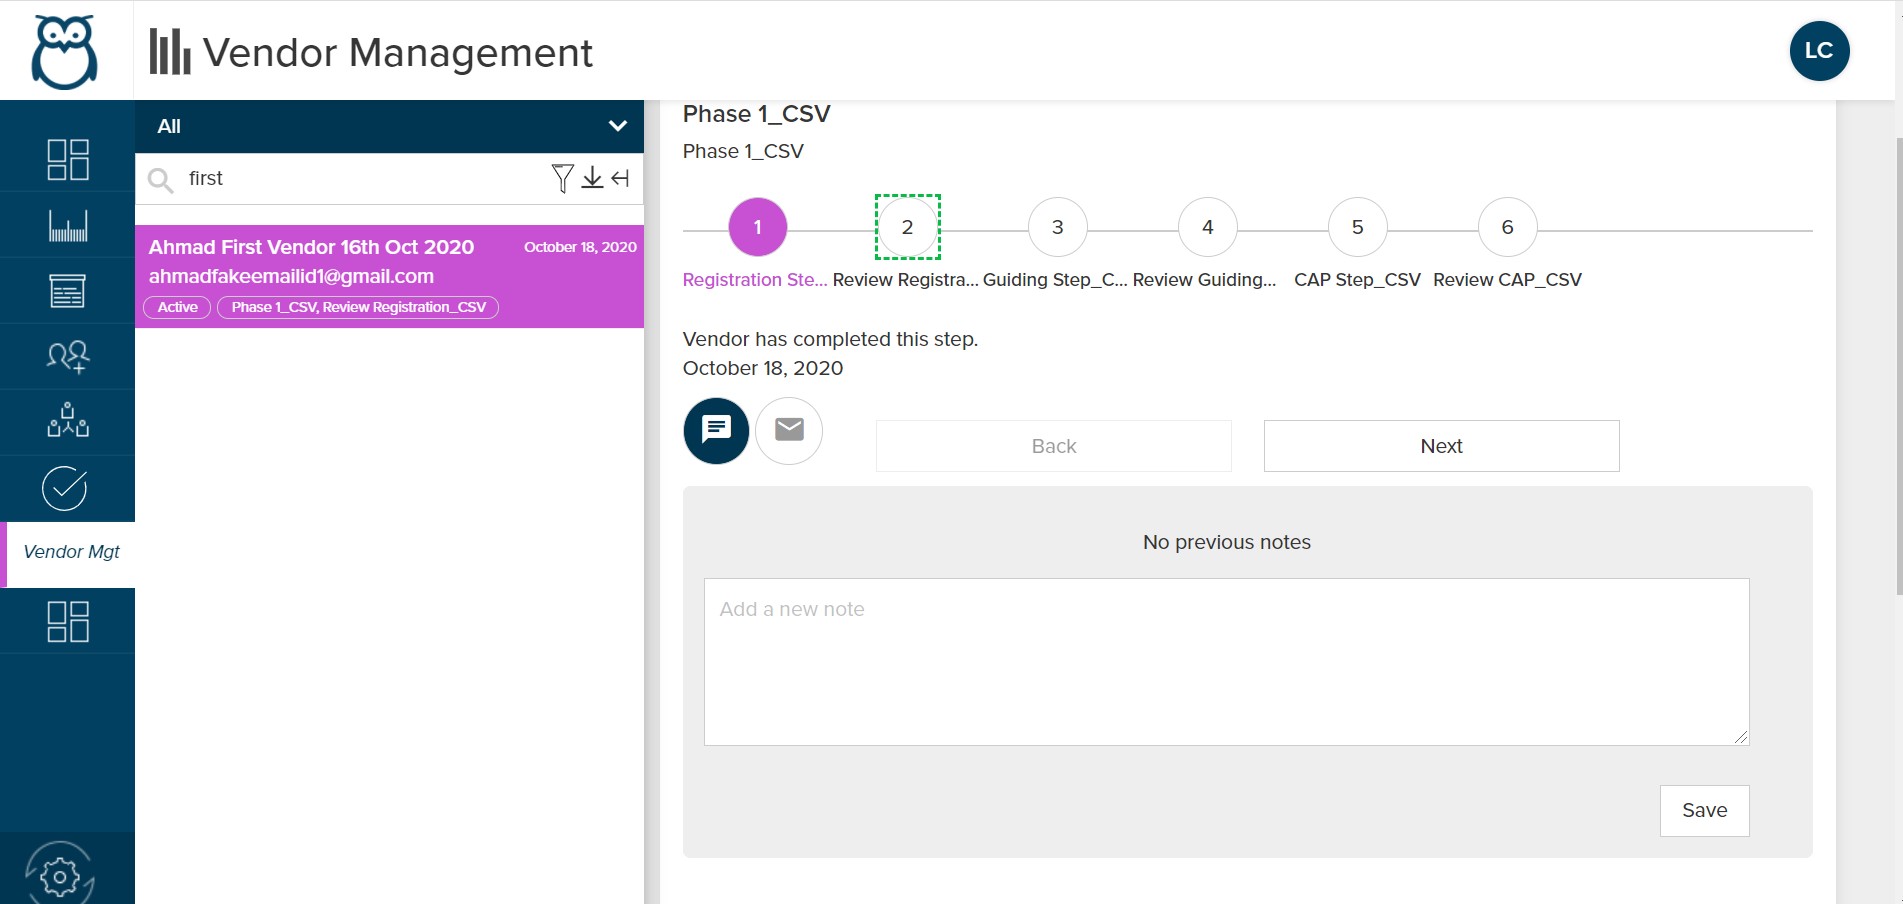 Vendor Management
LC
All
first
Ahmad First Vendor 16th Oct 2020
October 18, 2020
ahmadfakeemailid1@gmail.com
Active
Phase 1_CSV, Review Registration_CSV
Vendor Mgt
Phase 1_CSV
Phase 1_CSV
1 2 3 4 5 6
Registration Ste... Review Registra... Guiding Step_C... Review Guiding... CAP Step_CSV Review CAP_CSV
Vendor has completed this step.
October 18, 2020
Back
Next
No previous notes
Add a new note
Save